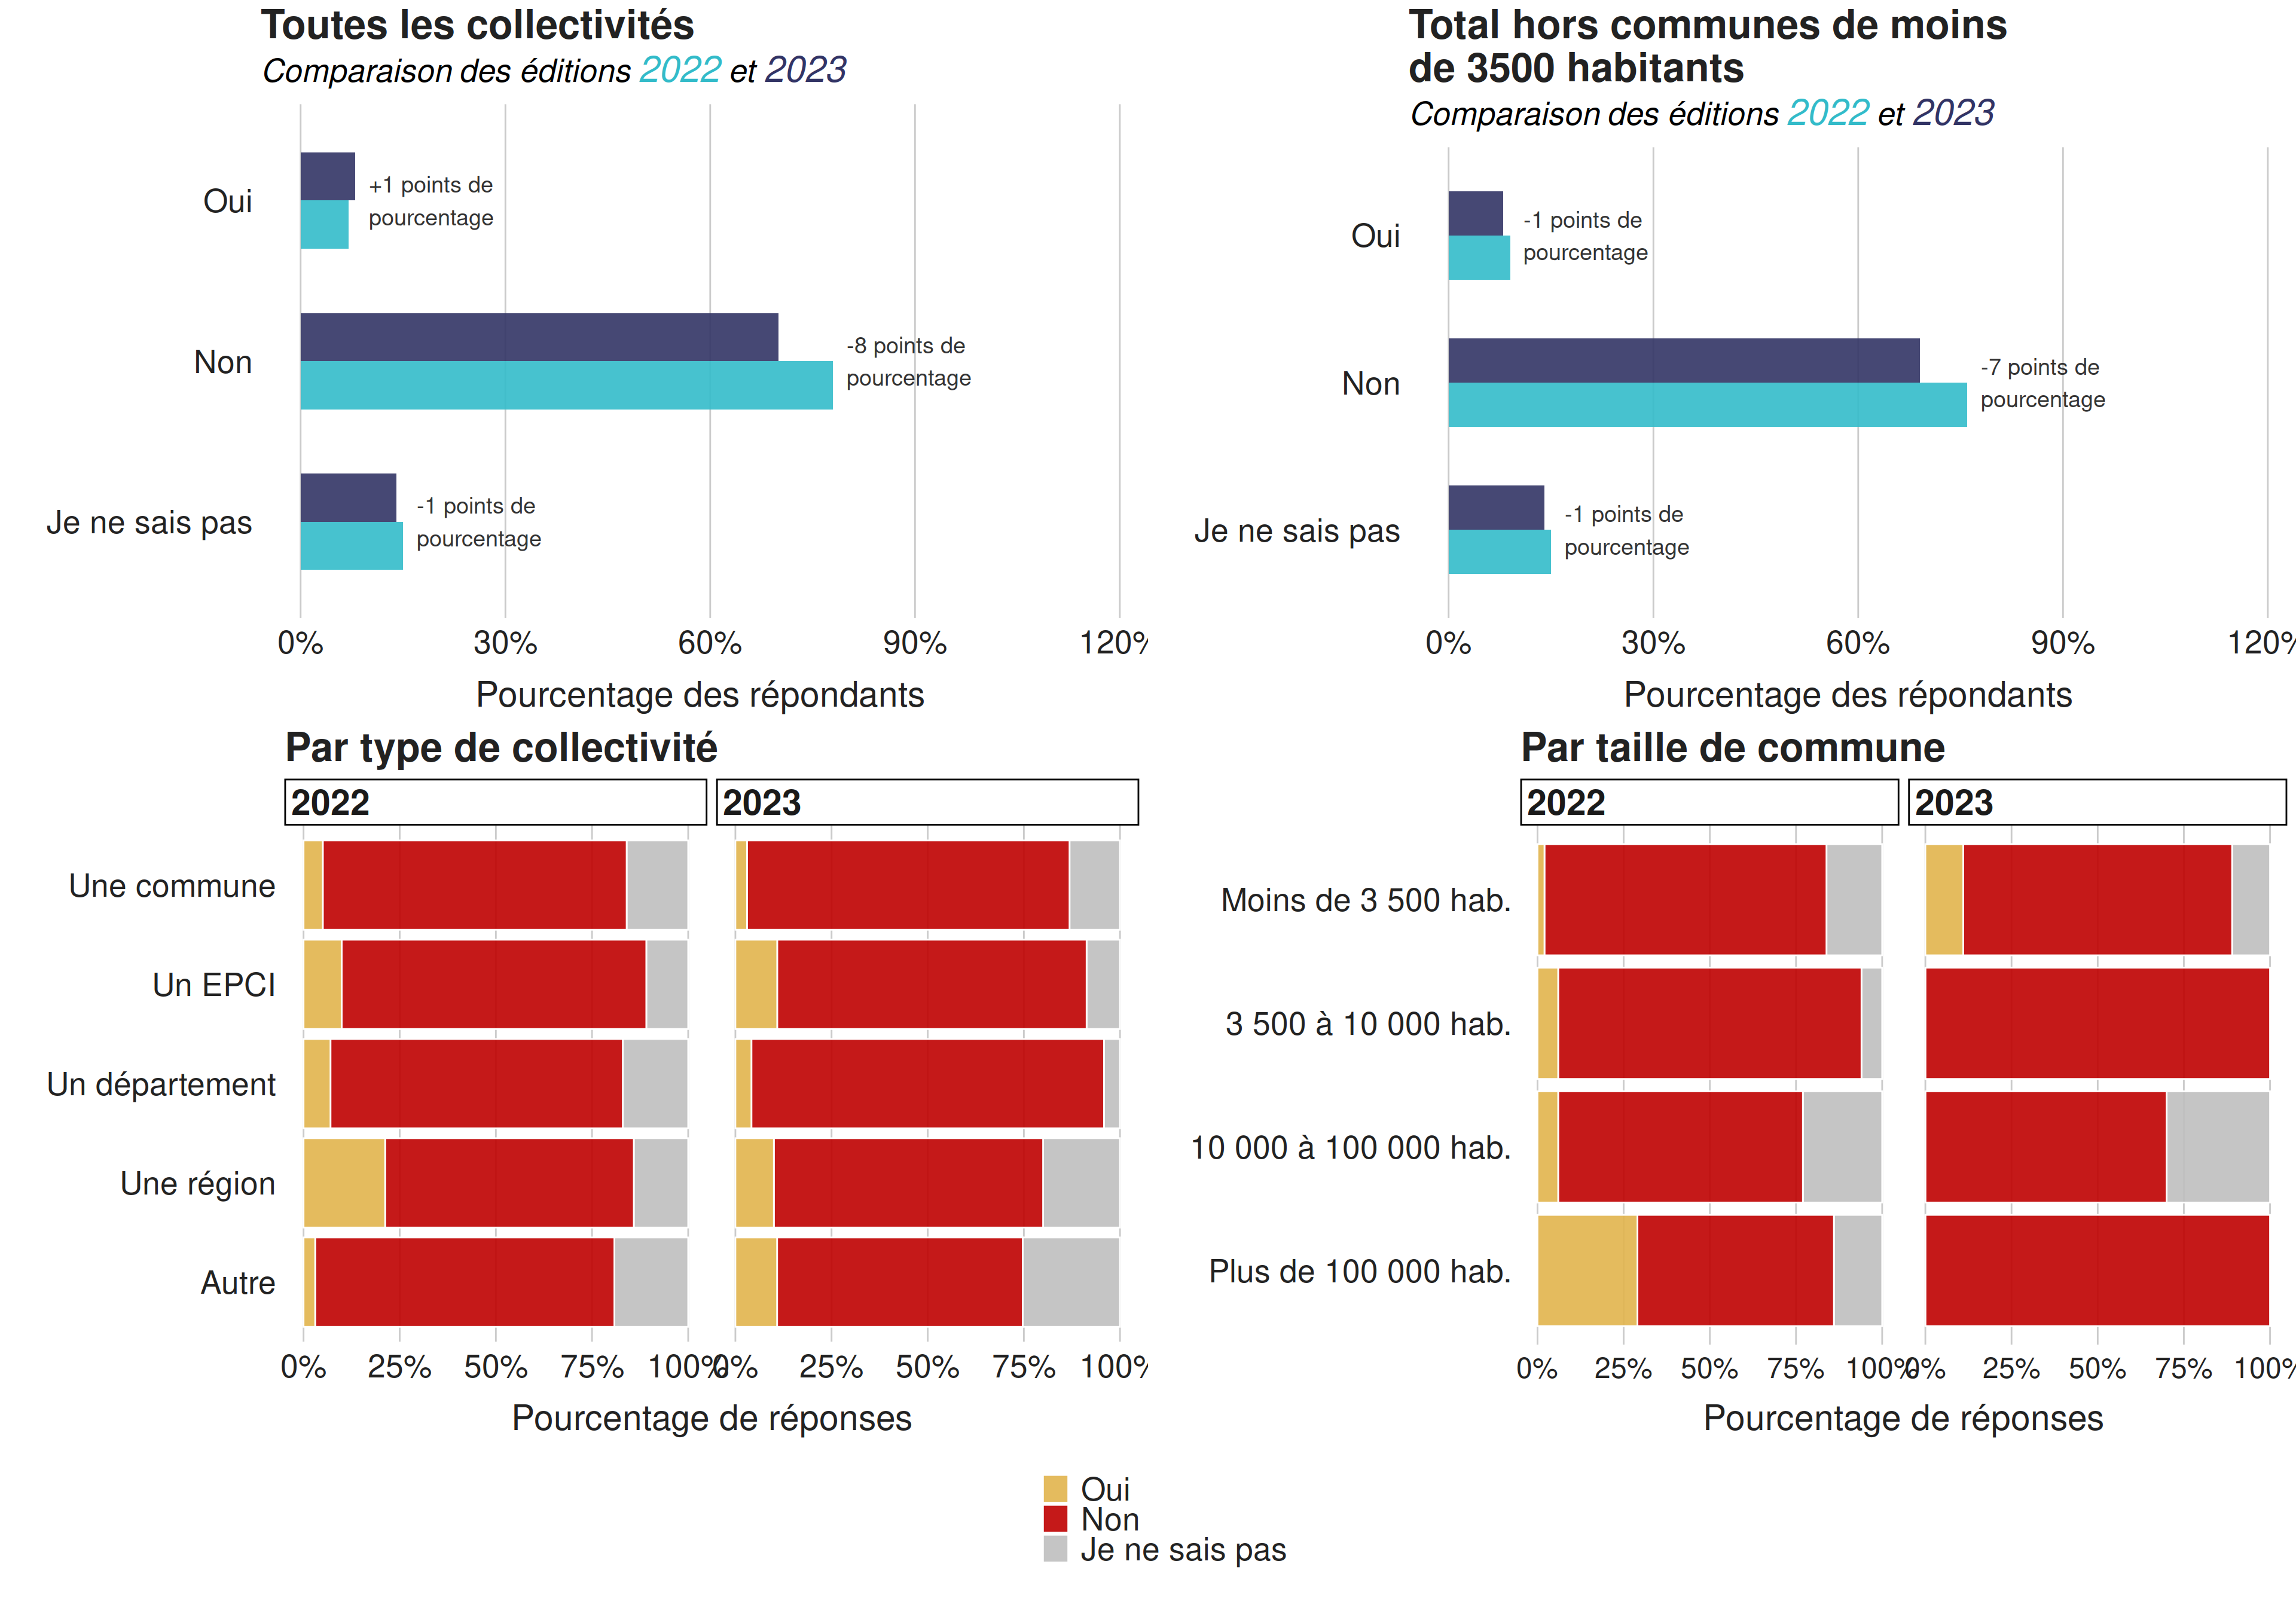 Toutes les collectivités
Comparaison des éditions 2022 et 2023
Oui
+1 points de
pourcentage
Non
-8 points de
pourcentage
Je ne sais pas
-1 points de
pourcentage
0% 30% 60% 90% 120%
Pourcentage des répondants
Total hors communes de moins
de 3500 habitants
Comparaison des éditions 2022 et 2023
Oui
-1 points de
pourcentage
Non
-7 points de
pourcentage
Je ne sais pas
-1 points de
pourcentage
0% 30% 60% 90% 120%
Pourcentage des répondants
Par type de collectivité
2022 2023
Une commune
Un EPCI
Un département
Une région
Autre
0% 25% 50% 75% 100% 0% 25% 50% 75% 100%
Pourcentage de réponses
Par taille de commune
2022 2023
Moins de 3 500 hab.
3 500 à 10 000 hab.
10 000 à 100 000 hab.
Plus de 100 000 hab.
0% 25% 50% 75% 100% 0% 25% 50% 75% 100%
Pourcentage de réponses
Oui
Non
Je ne sais pas